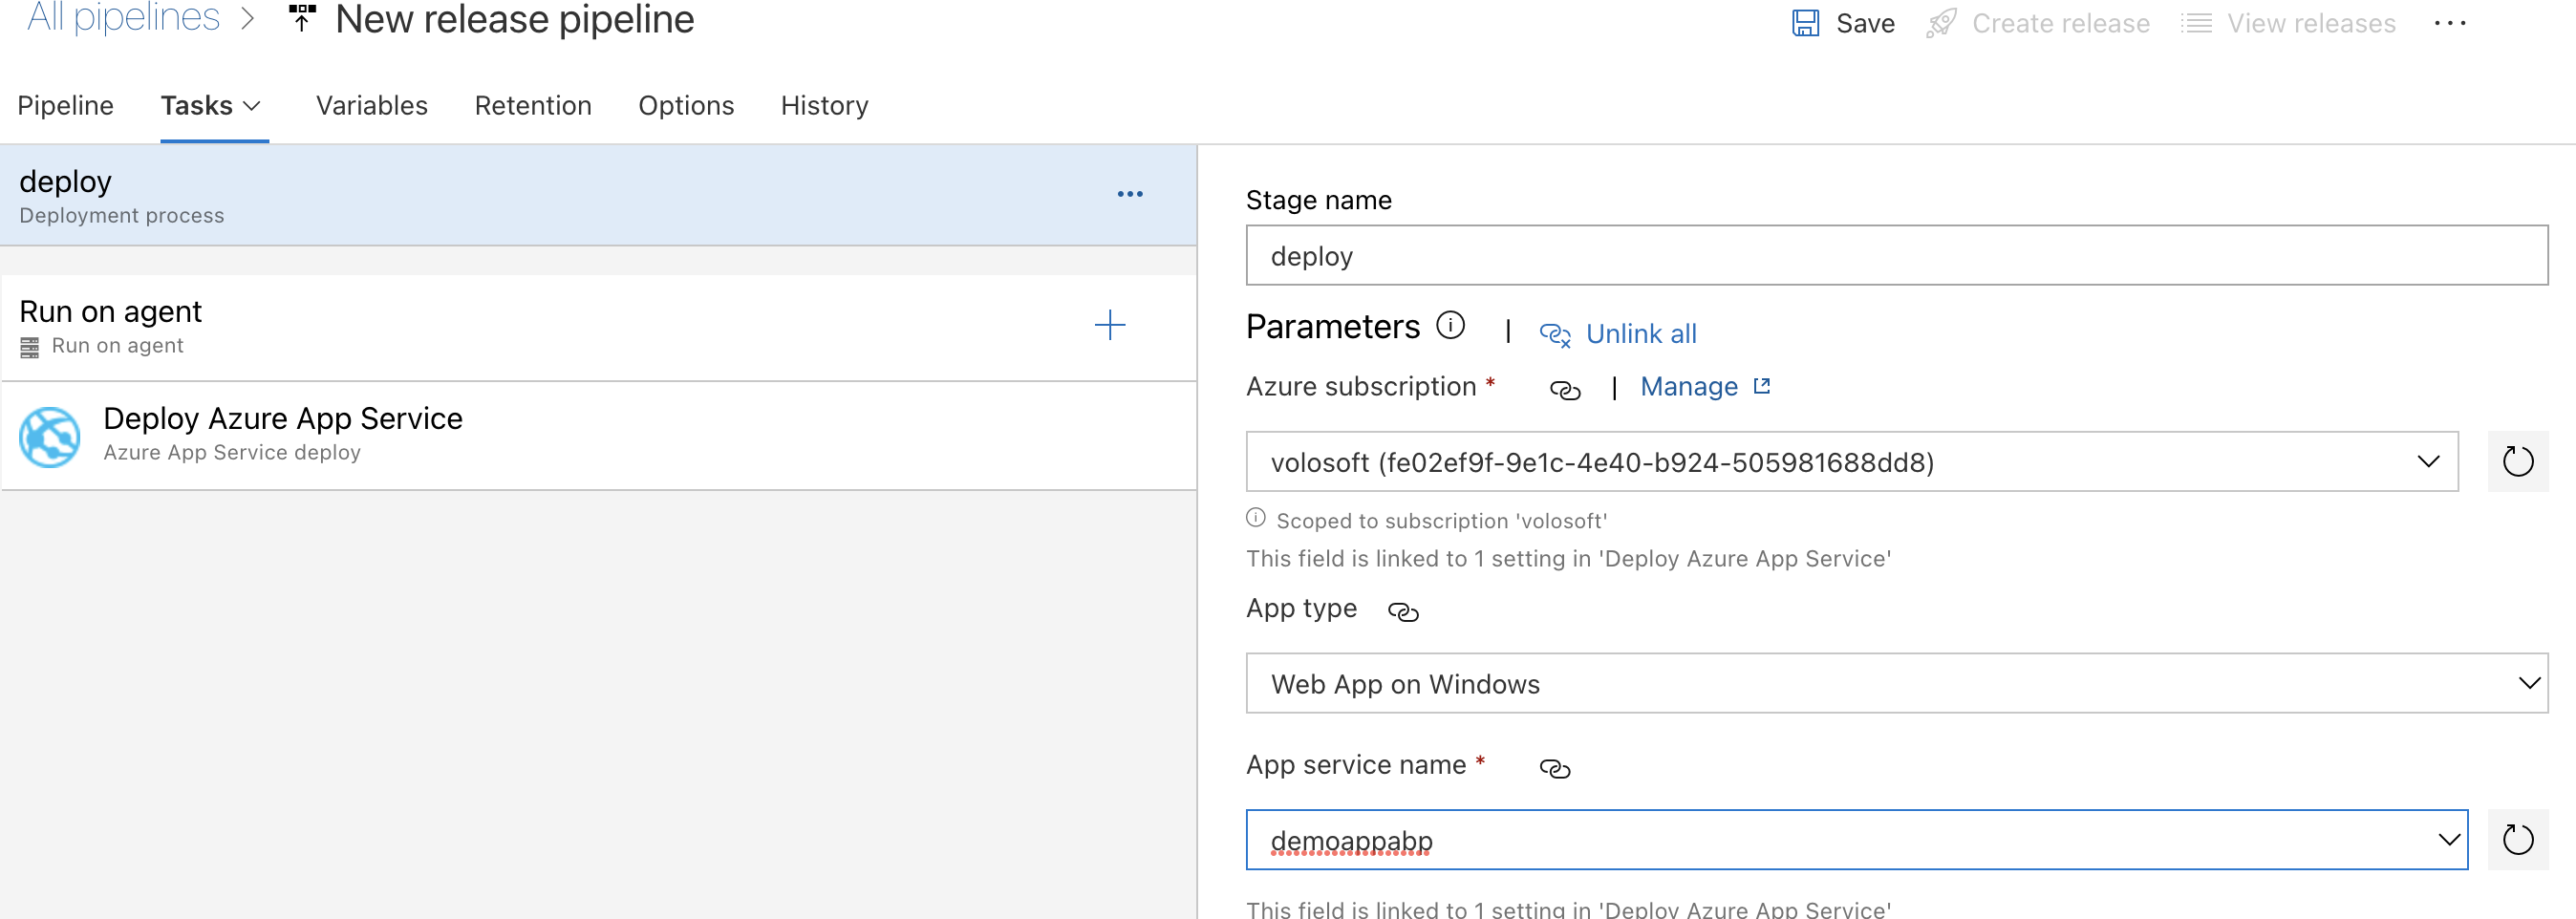 All pipelines > New release pipeline
Save Create release View releases ...
Pipeline Tasks Variables Retention Options History
deploy
Deployment process
Run on agent
Run on agent
Deploy Azure App Service
Azure App Service deploy
Stage name
deploy
Parameters | Unlink all
Azure subscription * | Manage
volosoft (fe02ef9f-9e1c-4e40-b924-505981688dd8)
Scoped to subscription 'volosoft'
This field is linked to 1 setting in 'Deploy Azure App Service'
App type
Web App on Windows
App service name *
demoappabp
This field is linked to 1 setting in 'Deploy Azure App Service'